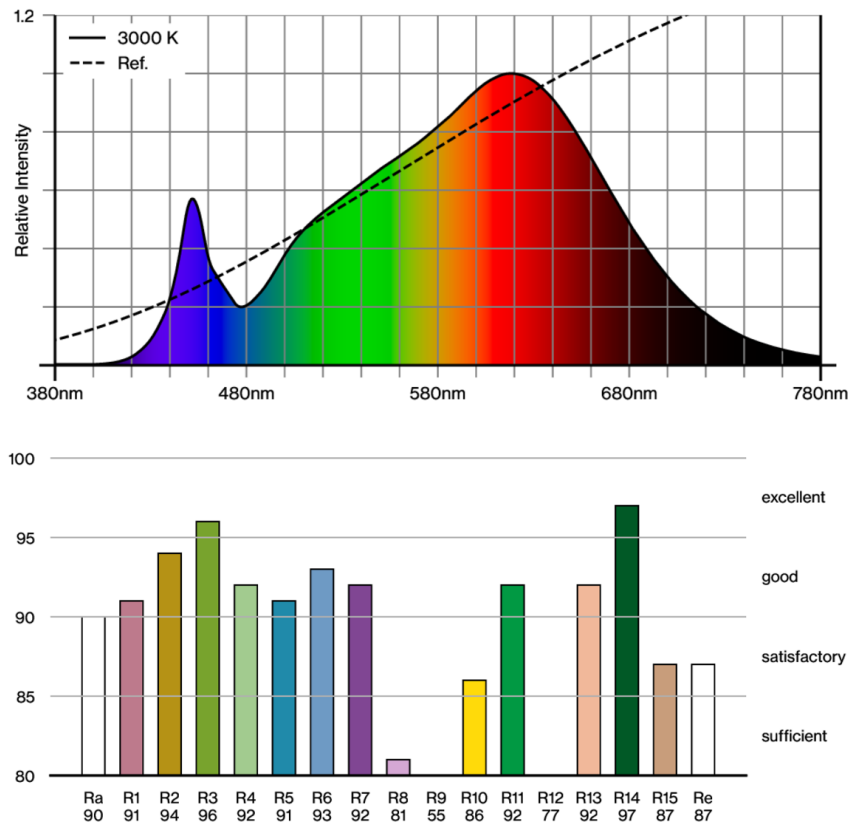 1.2
3000 K
Ref.
Relative Intensity
380nm 480nm 580nm 680nm 780nm
100
excellent
95
good
90
satisfactory
85
sufficient
80
Ra R1 R2 R3 R4 R5 R6 R7 R8 R9 R10 R11 R12 R13 R14 R15 Re
90 91 94 96 92 91 93 92 81 55 86 92 77 92 97 87 87